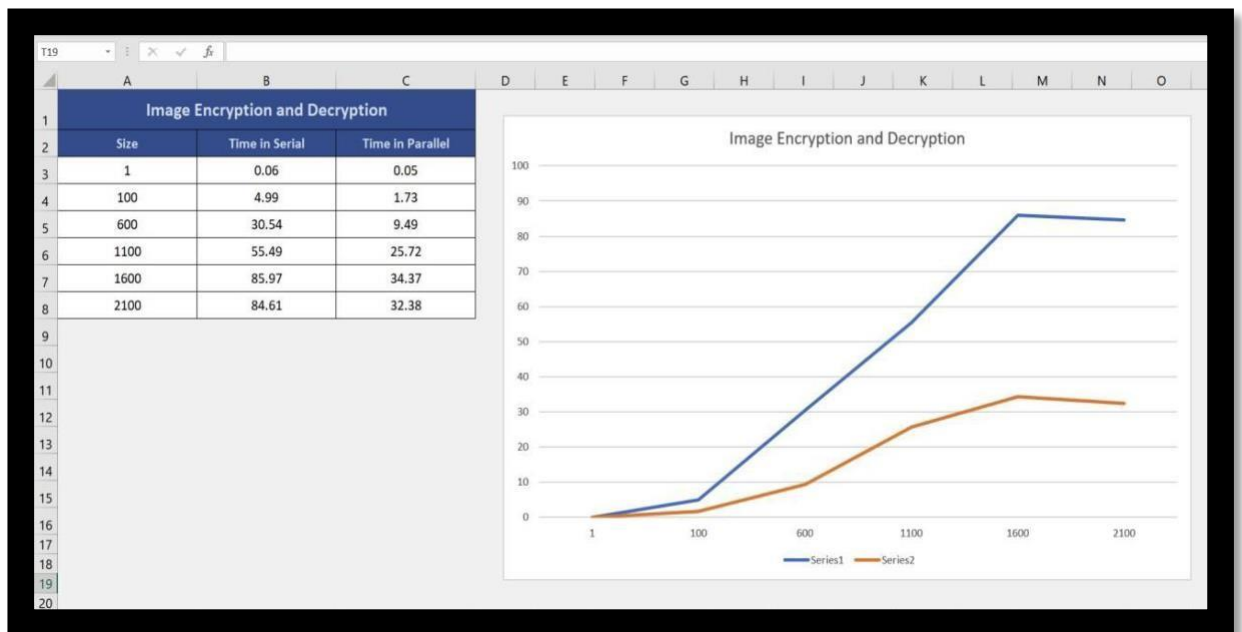 T19 fx
A B C D E F G H I J K L M N O
1 Image Encryption and Decryption
2 Size Time in Serial Time in Parallel
3 1 0.06 0.05
4 100 4.99 1.73
5 600 30.54 9.49
6 1100 55.49 25.72
7 1600 85.97 34.37
8 2100 84.61 32.38
9
10
11
12
13
14
15
16
17
18
19
20
Image Encryption and Decryption
100
90
80
70
60
50
40
30
20
10
0
1 100 600 1100 1600 2100
Series1 Series2